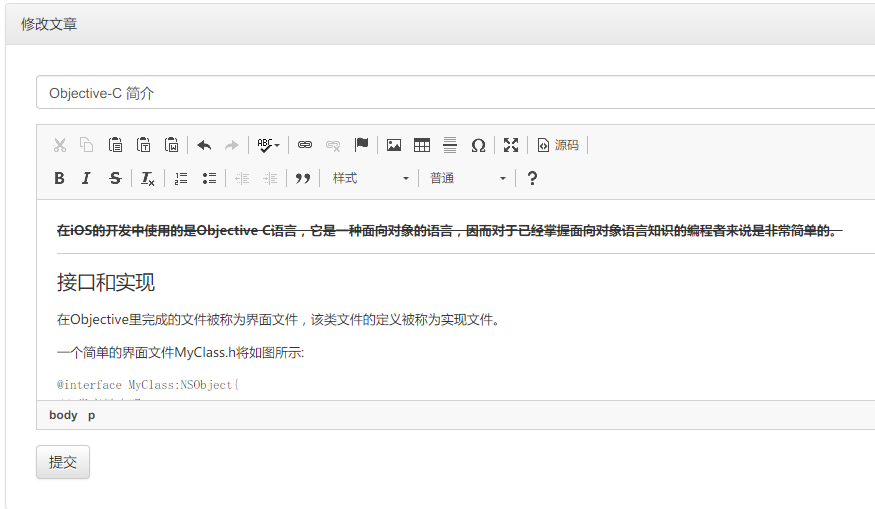 修改文章
Objective-C 简介
ABC 源码
B I S Tx 样式 普通 ?
在iOS的开发中使用的是Objective C语言，它是一种面向对象的语言，因而对于已经掌握面向对象语言知识的编程者来说是非常简单的。
接口和实现
在Objective里完成的文件被称为界面文件，该类文件的定义被称为实现文件。
一个简单的界面文件MyClass.h将如图所示:
@interface MyClass:NSObject{
body p
提交